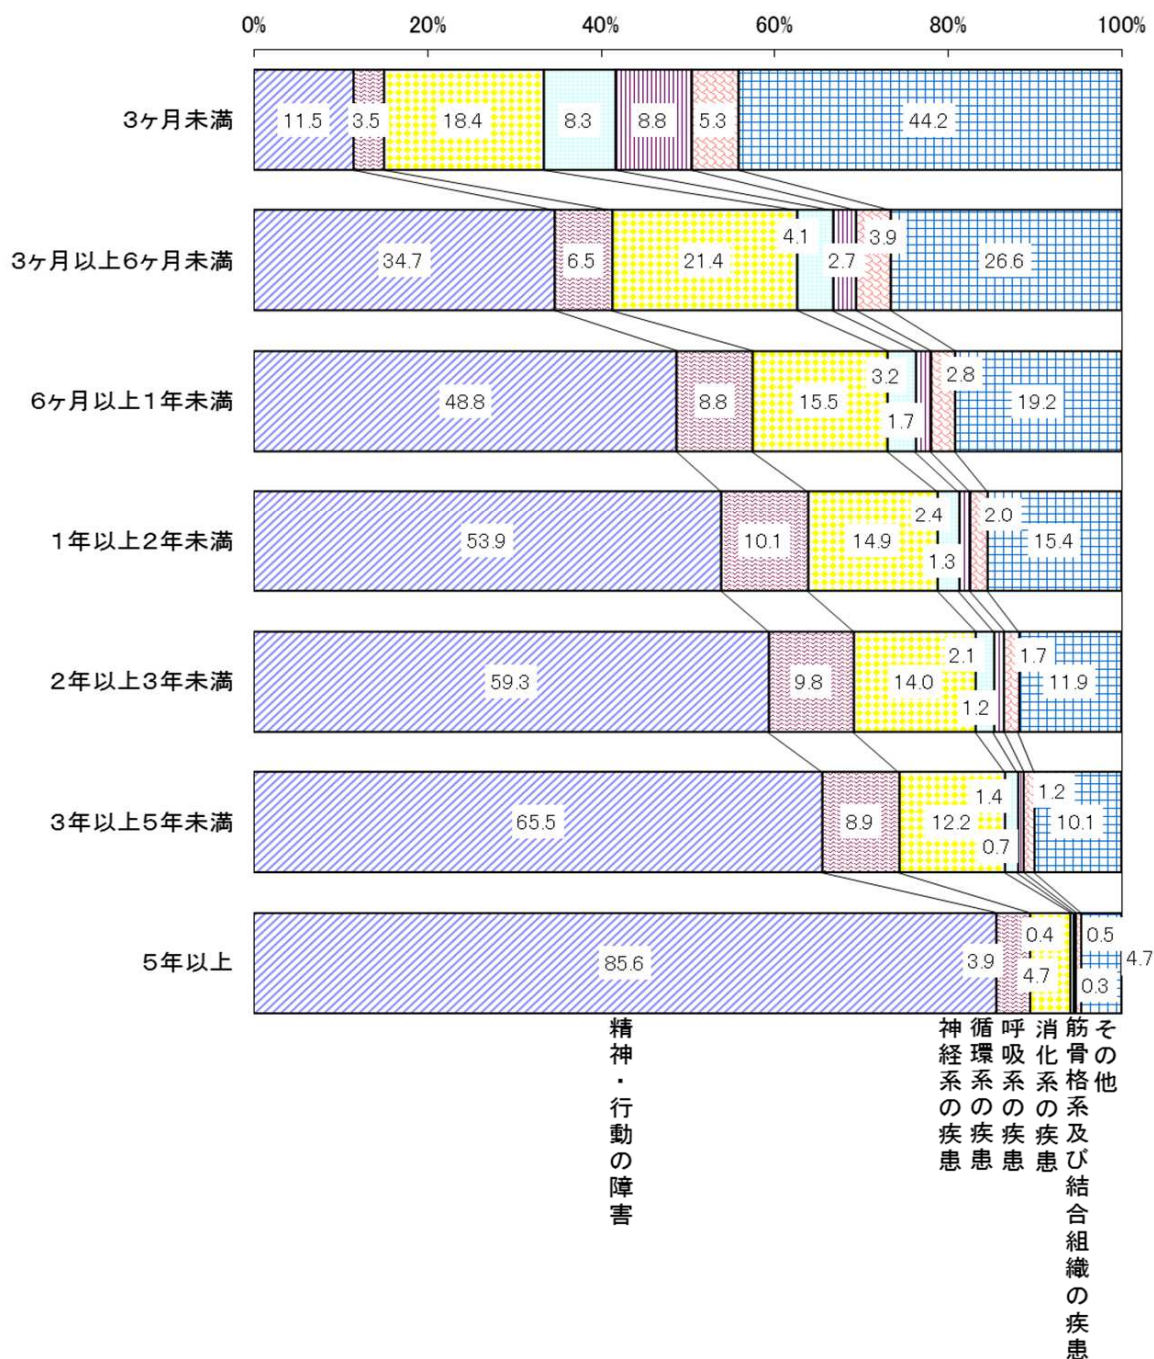 0% 20% 40% 60% 80% 100%
3ヶ月未満 11.5 3.5 18.4 8.3 8.8 5.3 44.2
3ヶ月以上6ヶ月未満 34.7 6.5 21.4 4.1 2.7 3.9 26.6
6ヶ月以上1年未満 48.8 8.8 15.5 3.2 1.7 2.8 19.2
1年以上2年未満 53.9 10.1 14.9 2.4 1.3 2.0 15.4
2年以上3年未満 59.3 9.8 14.0 2.1 1.2 1.7 11.9
3年以上5年未満 65.5 8.9 12.2 1.4 0.7 1.2 10.1
5年以上 85.6 3.9 4.7 0.4 0.3 0.5 4.7
精神・行動の障害
神経系の疾患
循環系の疾患
呼吸系の疾患
消化系の疾患
筋骨格系及び結合組織の疾患
その他